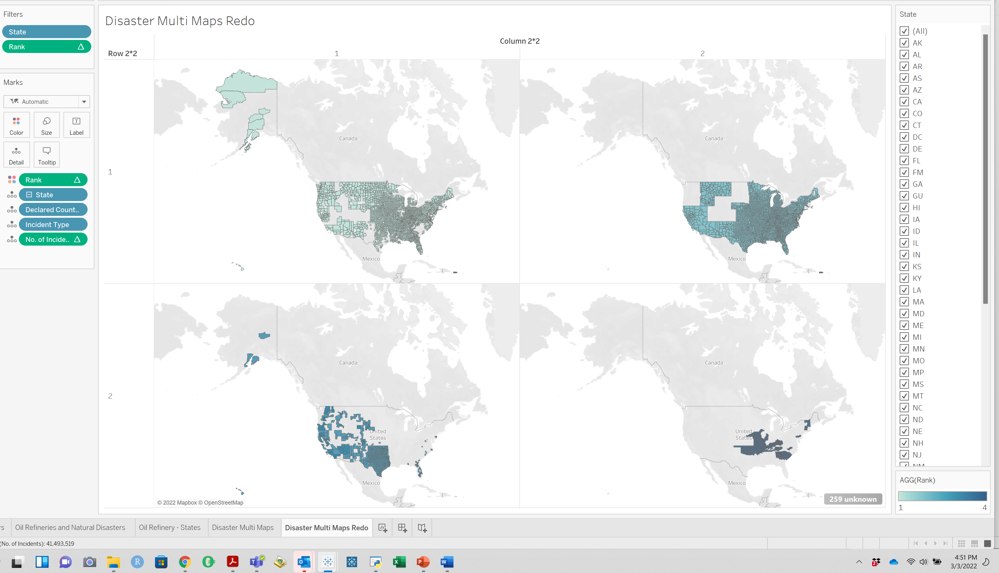 Filters
State
Rank
Marks
Automatic
Color
Size
Label
Detail
Tooltip
Rank
State
Declared Count..
Incident Type
No. of Incide..
Disaster Multi Maps Redo
Column 2*2
Row 2*2
1
2
1
Canada
Mexico
Canada
Mexico
2
Canada
United
States
Mexico
© 2022 Mapbox © OpenStreetMap
Canada
United
States
Mexico
259 unknown
State
(All)
AK
AL
AR
AS
AZ
CA
CO
CT
DC
DE
FL
FM
GA
GU
HI
IA
ID
IL
IN
KS
KY
LA
MA
MD
ME
MI
MN
MO
MP
MS
MT
NC
ND
NE
NH
NJ
NM
AGG(Rank)
1
4
rs
Oil Refineries and Natural Disasters
Oil Refinery - States
Disaster Multi Maps
Disaster Multi Maps Redo
(No. of Incidents): 41,493,519
4:51 PM
3/3/2022